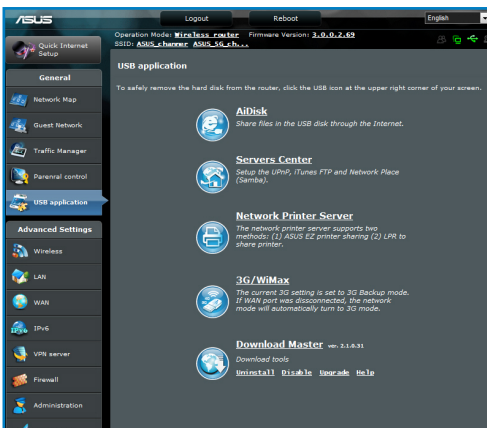 ASUS
Logout
Reboot
English
Operation Mode: Wireless router Firmware Version: 3.0.0.2.69
SSID: ASUS_channer ASUS_5G_ch...
Quick Internet
Setup
General
Network Map
Guest Network
Traffic Manager
Parenral control
USB application
Advanced Settings
Wireless
LAN
WAN
IPv6
IPv6
VPN server
Firewall
Administration
USB application
To safely remove the hard disk from the router, click the USB icon at the upper right corner of your screen.
AiDisk
Share files in the USB disk through the Internet.
Servers Center
Setup the UPnP, iTunes FTP and Network Place
(Samba).
Network Printer Server
The network printer server supports two
methods: (1) ASUS EZ printer sharing (2) LPR to
share printer.
3G/WiMax
The current 3G setting is set to 3G Backup mode.
If WAN port was dissconnected, the network
mode will automatically turn to 3G mode.
Download Master ver. 2.1.0.31
Download tools
Uninstall Disable Upgrade Help